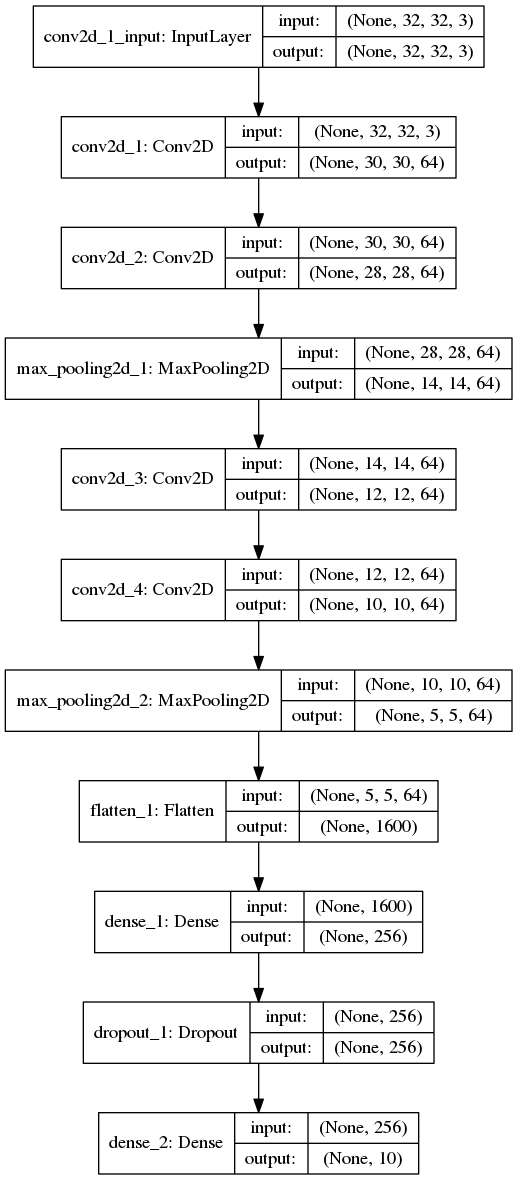 conv2d_1_input: InputLayer
input: (None, 32, 32, 3)
output: (None, 32, 32, 3)
conv2d_1: Conv2D
input: (None, 32, 32, 3)
output: (None, 30, 30, 64)
conv2d_2: Conv2D
input: (None, 30, 30, 64)
output: (None, 28, 28, 64)
max_pooling2d_1: MaxPooling2D
input: (None, 28, 28, 64)
output: (None, 14, 14, 64)
conv2d_3: Conv2D
input: (None, 14, 14, 64)
output: (None, 12, 12, 64)
conv2d_4: Conv2D
input: (None, 12, 12, 64)
output: (None, 10, 10, 64)
max_pooling2d_2: MaxPooling2D
input: (None, 10, 10, 64)
output: (None, 5, 5, 64)
flatten_1: Flatten
input: (None, 5, 5, 64)
output: (None, 1600)
dense_1: Dense
input: (None, 1600)
output: (None, 256)
dropout_1: Dropout
input: (None, 256)
output: (None, 256)
dense_2: Dense
input: (None, 256)
output: (None, 10)